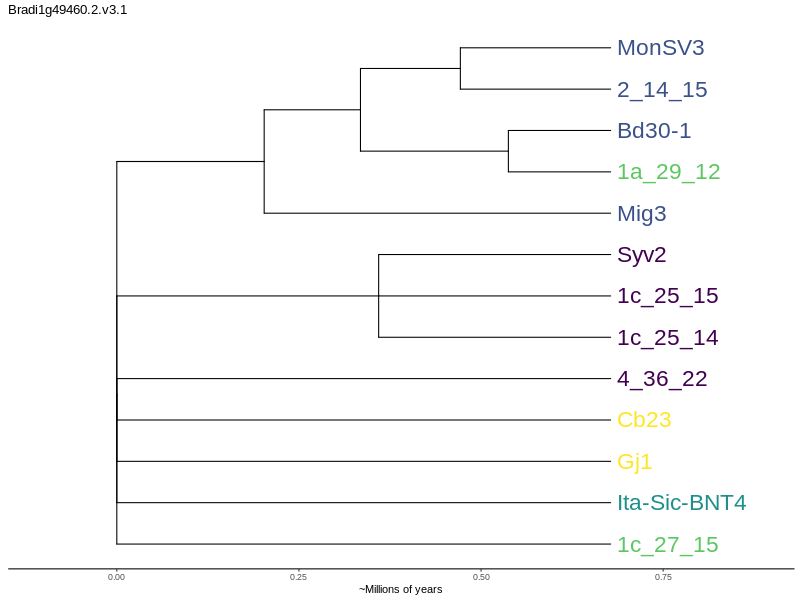 Bradi1g49460.2.v3.1
MonSV3
2_14_15
Bd30-1
1a_29_12
Mig3
Syv2
1c_25_15
1c_25_14
4_36_22
Cb23
Gj1
Ita-Sic-BNT4
1c_27_15
0.00 0.25 0.50 0.75
~Millions of years